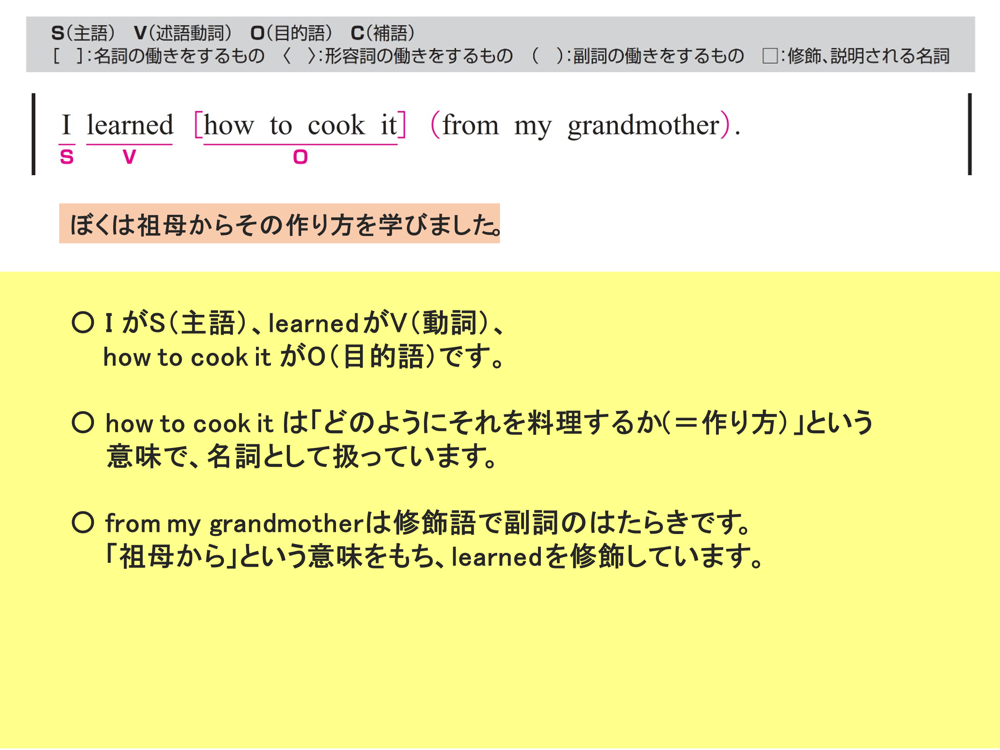 S（主語）　V（述語動詞）　O（目的語）　C（補語）
［　］：名詞の働きをするもの　〈　〉：形容詞の働きをするもの　（　）：副詞の働きをするもの　□：修飾、説明される名詞
I learned [how to cook it] (from my grandmother).
S V O
ぼくは祖母からその作り方を学びました。
○ I がS（主語）、learnedがV（動詞）、
how to cook it がO（目的語）です。
○ how to cook it は「どのようにそれを料理するか（＝作り方）」という
意味で、名詞として扱っています。
○ from my grandmotherは修飾語で副詞のはたらきです。
「祖母から」という意味をもち、learnedを修飾しています。